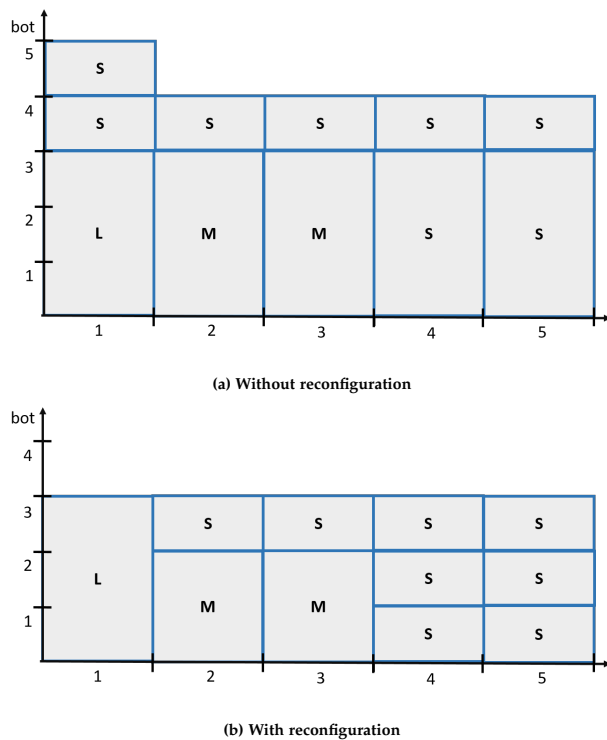 bot
5
S
4
S S S S S
3
2
L M M S S
1
1 2 3 4 5
(a) Without reconfiguration
bot
4
3
S S S S
2
L S S
M M
1
S S
1 2 3 4 5
(b) With reconfiguration